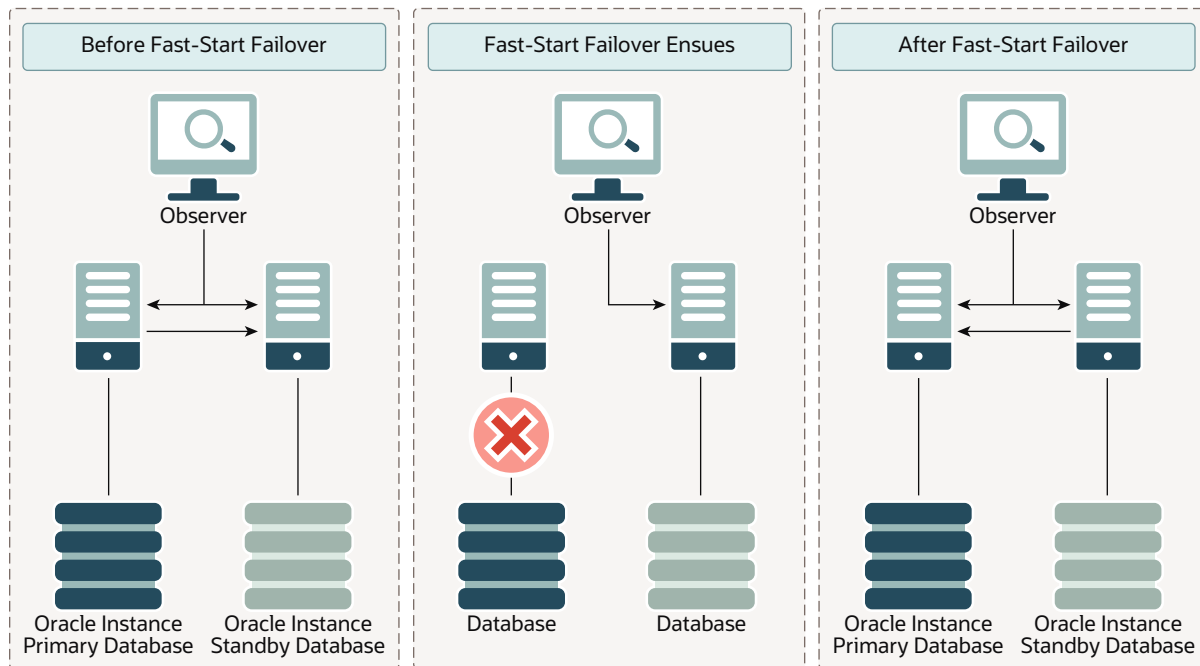 Before Fast-Start Failover
Observer
Oracle Instance
Primary Database
Oracle Instance
Standby Database
Fast-Start Failover Ensues
Observer
Database
Database
After Fast-Start Failover
Observer
Oracle Instance
Primary Database
Oracle Instance
Standby Database